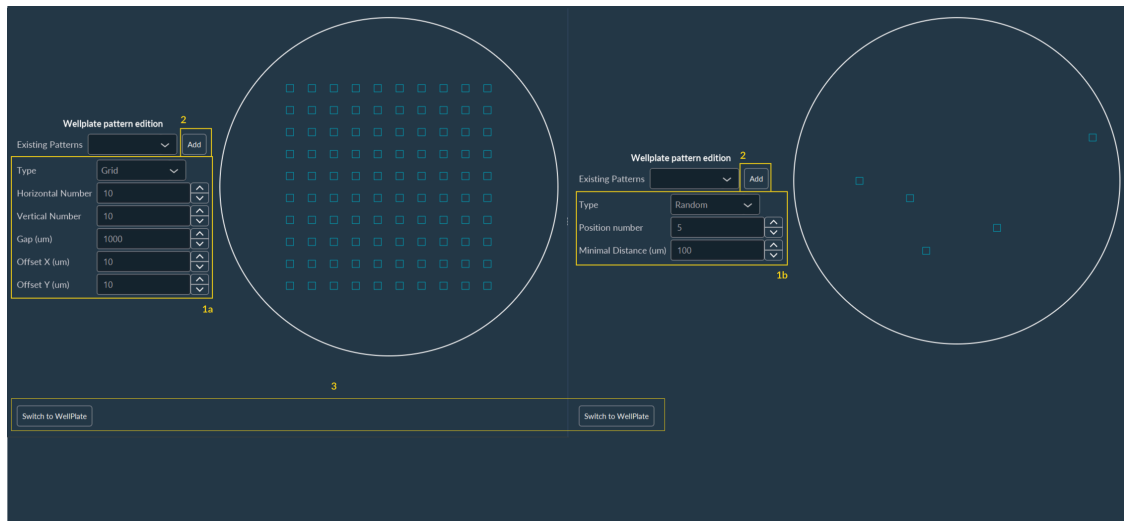 Wellplate pattern edition
2
Existing Patterns
Add
Type Grid
Horizontal Number 10
Vertical Number 10
Gap (um) 1000
Offset X (um) 10
Offset Y (um) 10
1a
3
Switch to WellPlate
Wellplate pattern edition
2
Existing Patterns
Add
Type Random
Position number 5
Minimal Distance (um) 100
1b
Switch to WellPlate